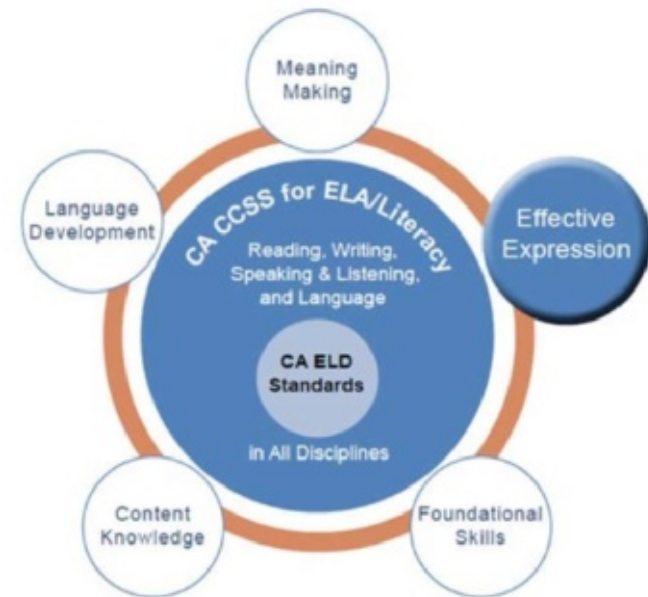 Meaning
Making
Language
Development
Effective
Expression
CA CCSS for ELA/Literacy
Reading, Writing,
Speaking & Listening,
and Language
CA ELD
Standards
in All Disciplines
Content
Knowledge
Foundational
Skills